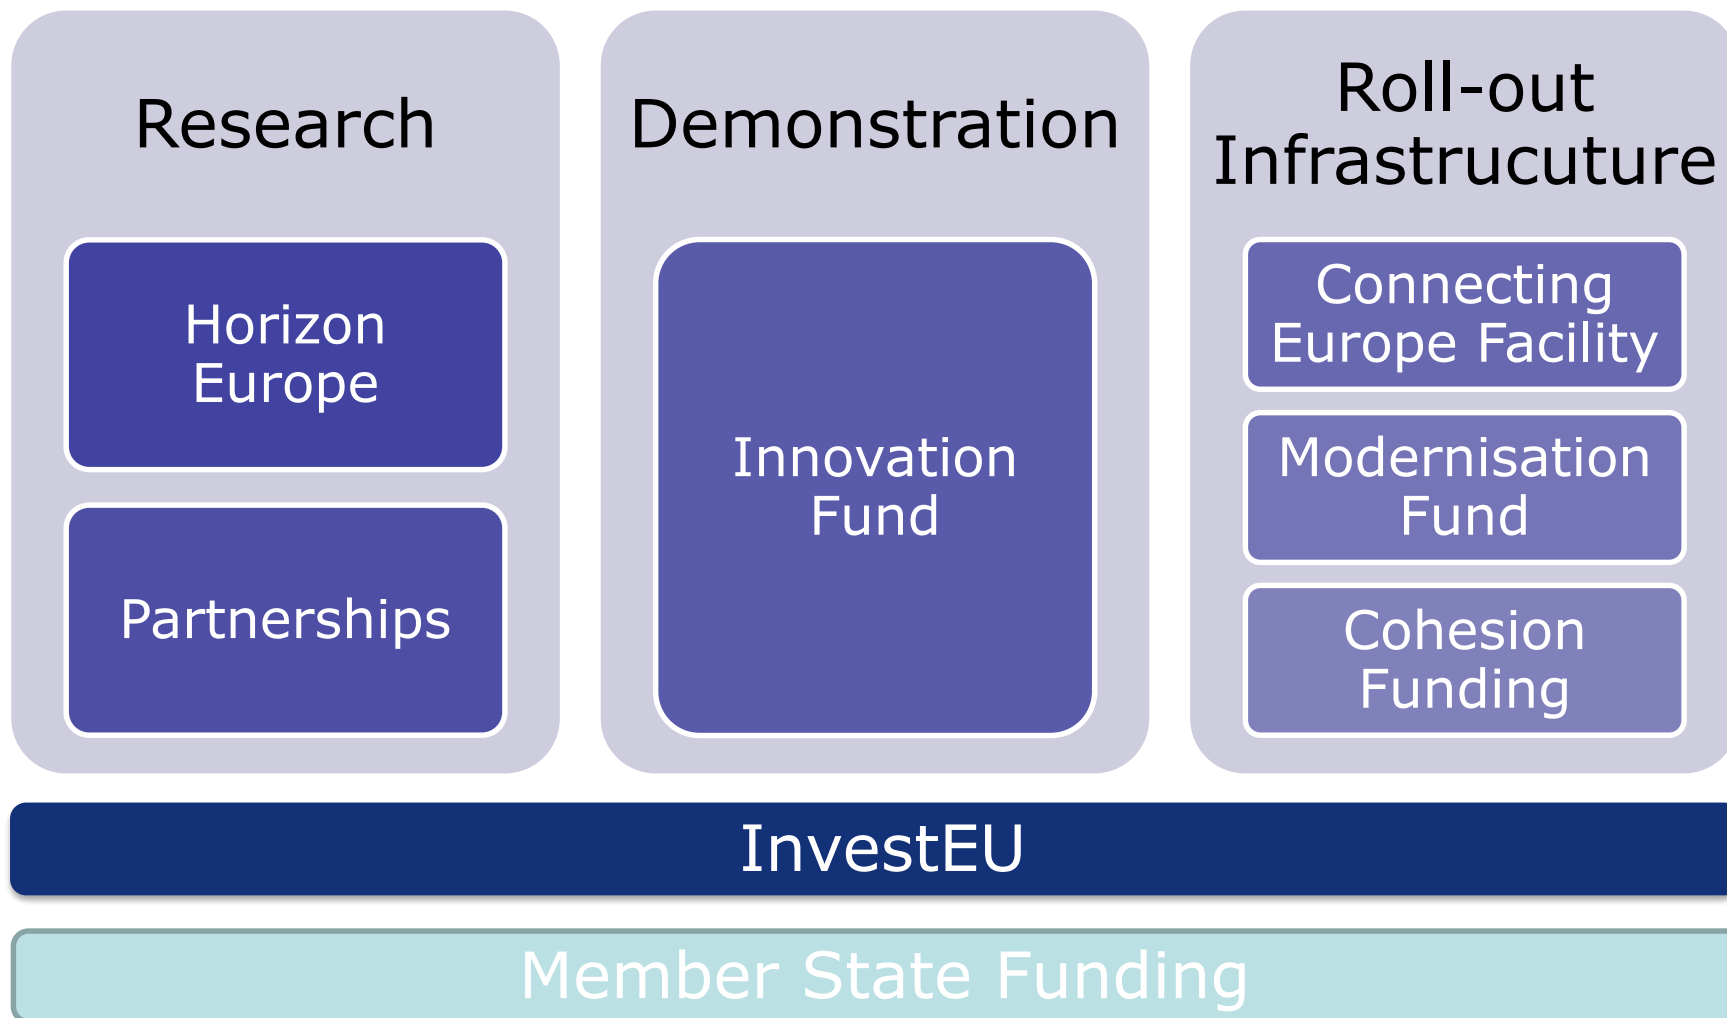 Research
Horizon
Europe
Partnerships
Demonstration
Innovation
Fund
Roll-out
Infrastrucuture
Connecting
Europe Facility
Modernisation
Fund
Cohesion
Funding
InvestEU
Member State Funding